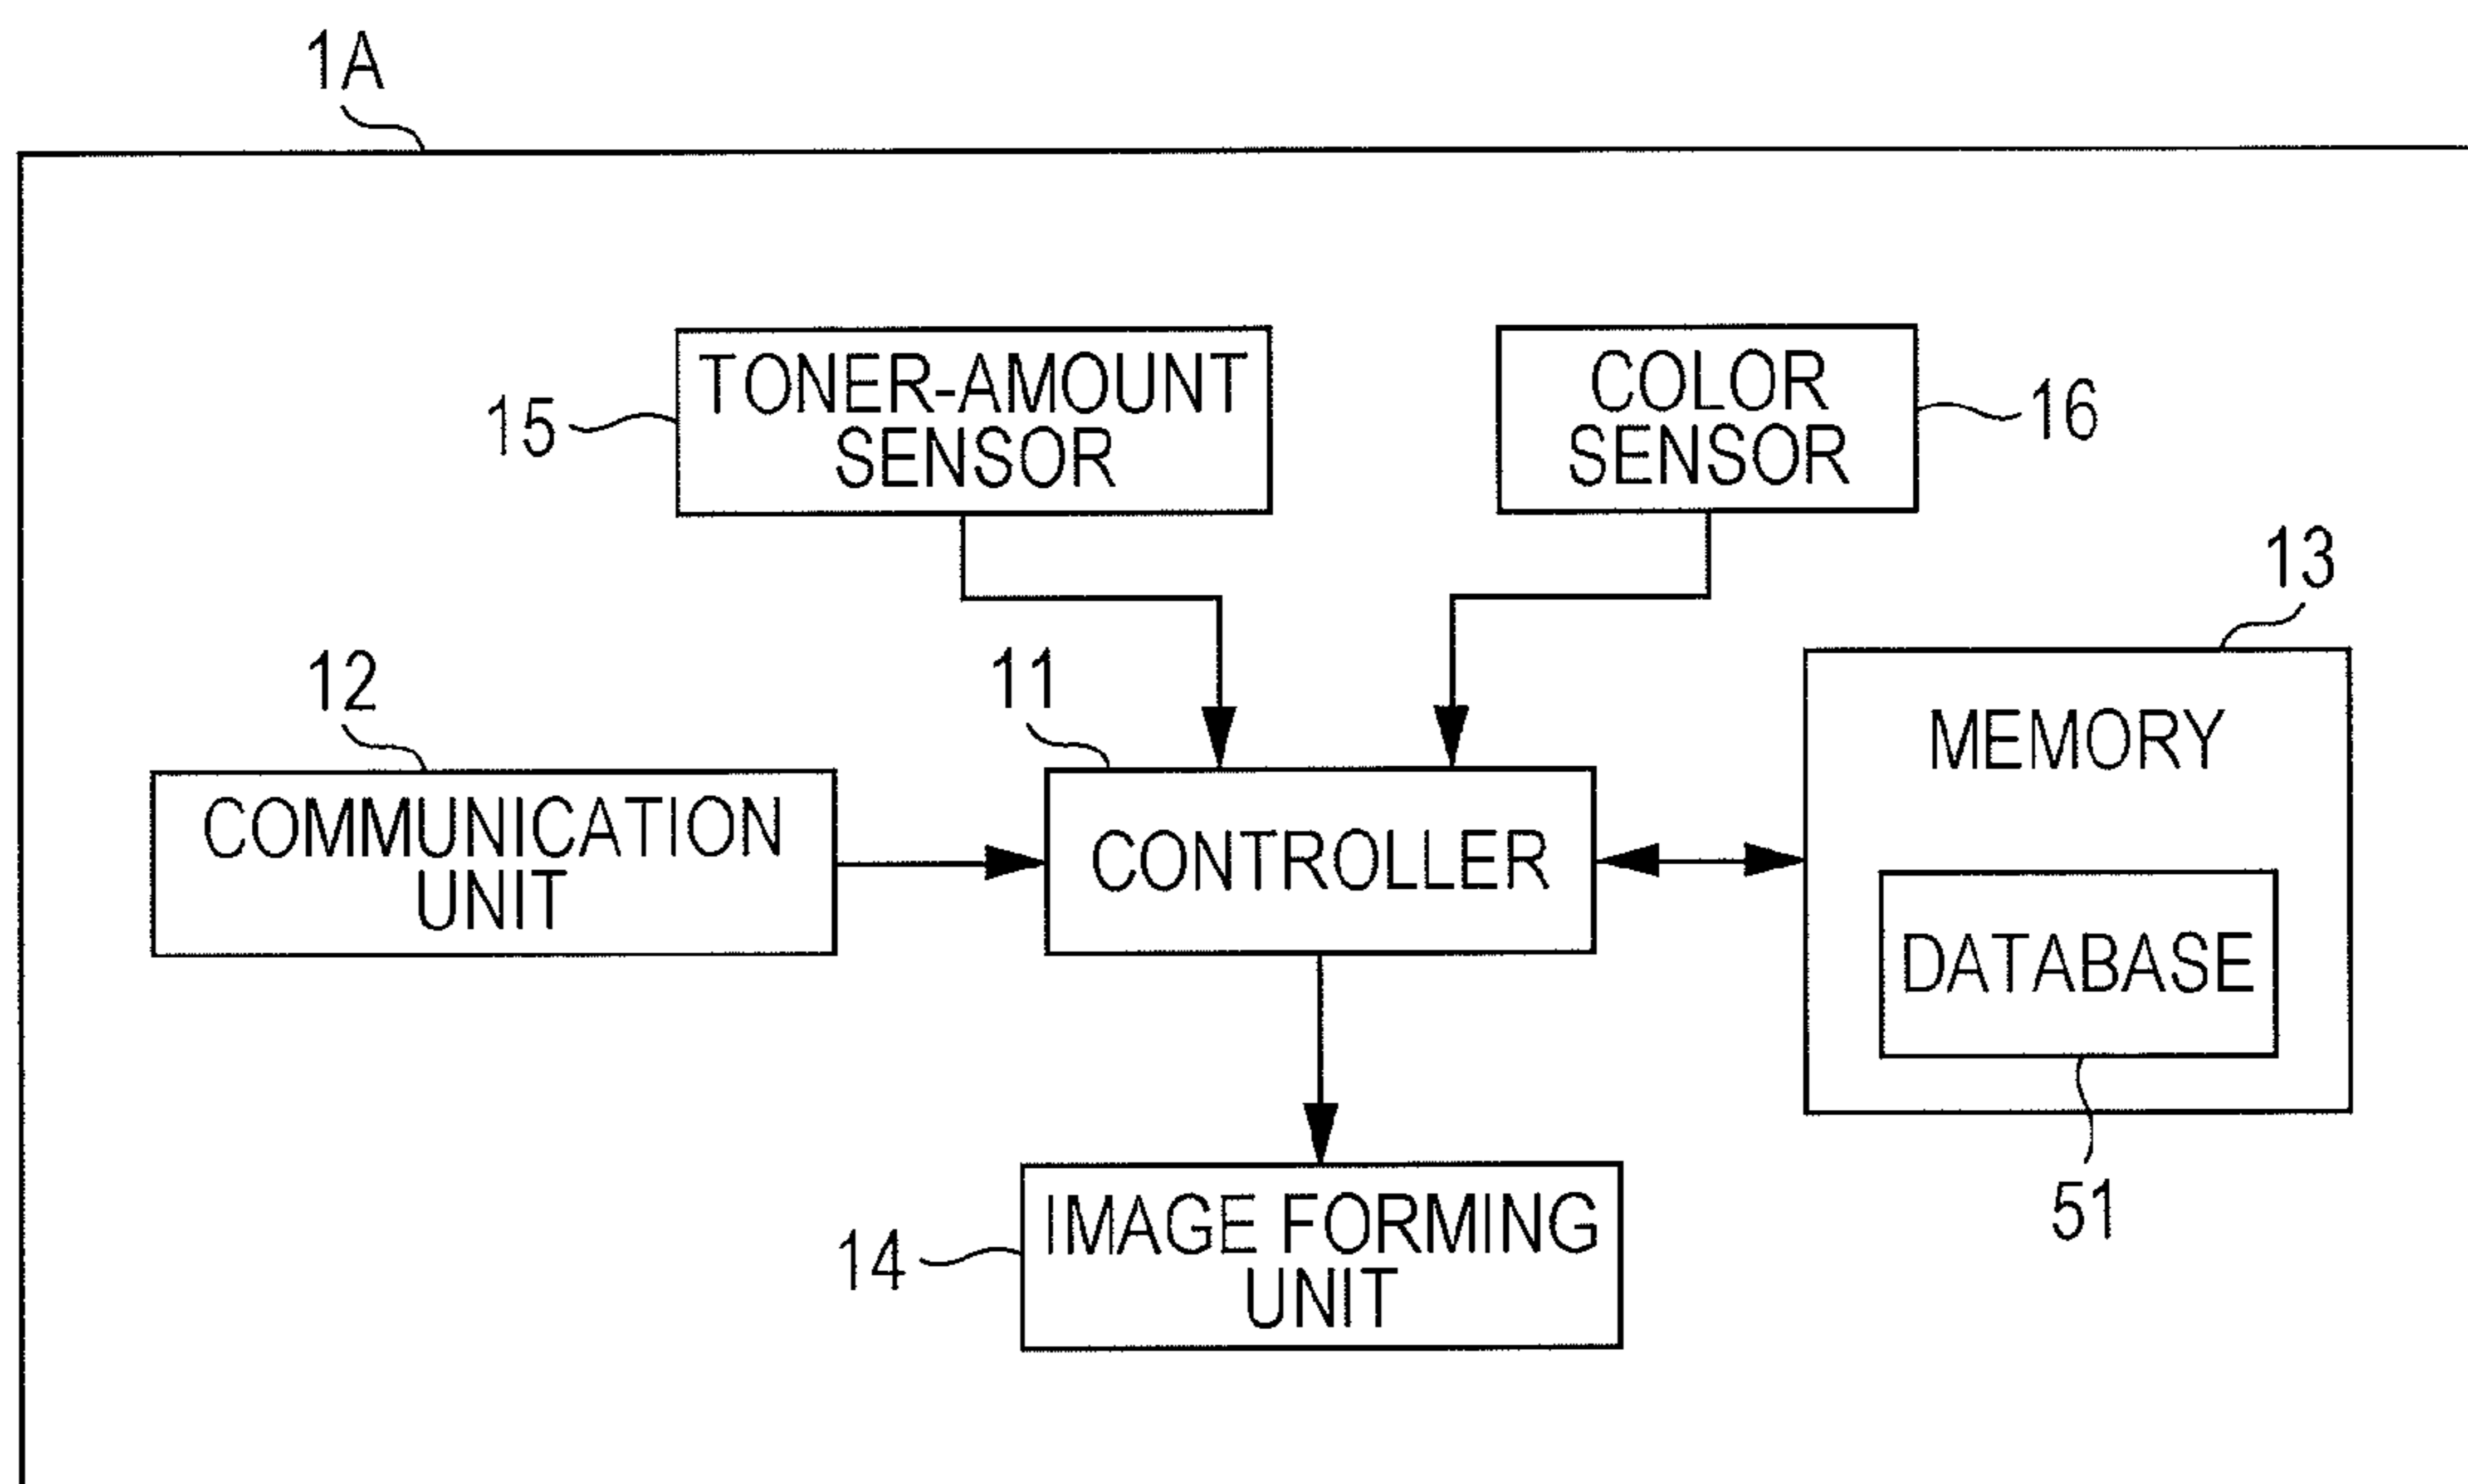 1A
TONER-AMOUNT
SENSOR
15
COLOR
SENSOR
16
13
12
11
MEMORY
COMMUNICATION
UNIT
CONTROLLER
DATABASE
51
IMAGE FORMING
UNIT
14